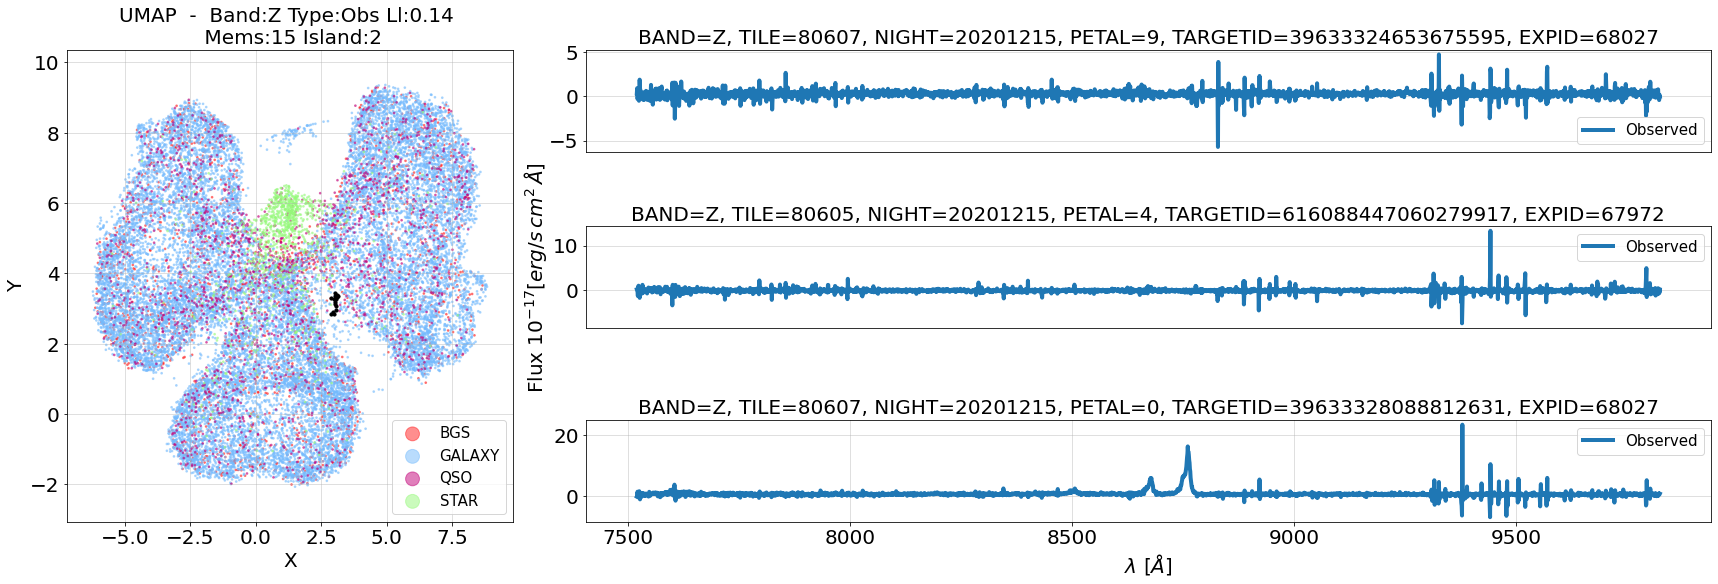 UMAP - Band:Z Type:Obs Ll:0.14
Mems:15 Island:2
10
8
6
4
2
0
−2
Y
−5.0 −2.5 0.0 2.5 5.0 7.5
X
BGS
GALAXY
QSO
STAR
Flux 10^{-17}[erg/s cm^2 Å]
BAND=Z, TILE=80607, NIGHT=20201215, PETAL=9, TARGETID=39633324653675595, EXPID=68027
5
0
−5
Observed
BAND=Z, TILE=80605, NIGHT=20201215, PETAL=4, TARGETID=616088447060279917, EXPID=67972
10
0
Observed
BAND=Z, TILE=80607, NIGHT=20201215, PETAL=0, TARGETID=39633328088812631, EXPID=68027
20
0
Observed
7500 8000 8500 9000 9500
λ [Å]